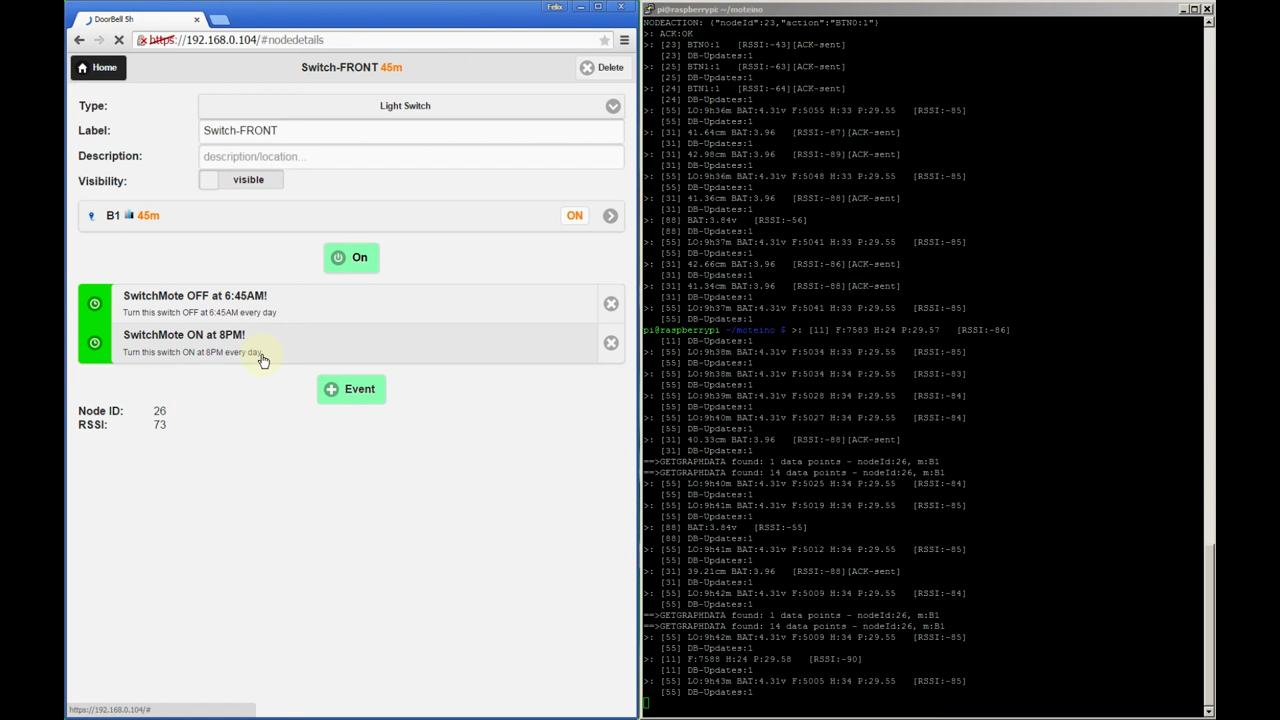 DoorBell 5h
Felix
https://192.168.0.104/#nodedetails
Home
Switch-FRONT 45m
Delete
Type:
Light Switch
Label:
Switch-FRONT
Description:
description/location...
Visibility:
visible
B1 45m
ON
On
SwitchMote OFF at 6:45AM!
Turn this switch OFF at 6:45AM every day
SwitchMote ON at 8PM!
Turn this switch ON at 8PM every day
Event
Node ID: 26
RSSI: 73
https://192.168.0.104/#
pi@raspberrypi: ~/moteino
NODEACTION: {"nodeId":23,"action":"BTN0:1"}
>: ACK:OK
>: [23] BTN0:1 [RSSI:-43][ACK-sent]
[23] DB-Updates:1
>: [25] BTN1:1 [RSSI:-63][ACK-sent]
[25] DB-Updates:1
>: [24] BTN1:1 [RSSI:-64][ACK-sent]
[24] DB-Updates:1
>: [55] LO:9h36m BAT:4.31v F:5055 H:33 P:29.55 [RSSI:-85]
[55] DB-Updates:1
>: [31] 41.64cm BAT:3.96 [RSSI:-87][ACK-sent]
[31] DB-Updates:1
>: [31] 42.98cm BAT:3.96 [RSSI:-89][ACK-sent]
[31] DB-Updates:1
>: [55] LO:9h36m BAT:4.31v F:5048 H:33 P:29.55 [RSSI:-85]
[55] DB-Updates:1
>: [31] 41.36cm BAT:3.96 [RSSI:-88][ACK-sent]
[31] DB-Updates:1
>: [88] BAT:3.84v [RSSI:-56]
[88] DB-Updates:1
>: [55] LO:9h37m BAT:4.31v F:5041 H:33 P:29.55 [RSSI:-85]
[55] DB-Updates:1
>: [31] 42.66cm BAT:3.96 [RSSI:-86][ACK-sent]
[31] DB-Updates:1
>: [31] 41.34cm BAT:3.96 [RSSI:-88][ACK-sent]
[31] DB-Updates:1
>: [55] LO:9h37m BAT:4.31v F:5041 H:33 P:29.55 [RSSI:-85]
[55] DB-Updates:1
pi@raspberrypi ~/moteino $ >: [11] F:7583 H:24 P:29.57 [RSSI:-86]
[11] DB-Updates:1
>: [55] LO:9h38m BAT:4.31v F:5034 H:33 P:29.55 [RSSI:-85]
[55] DB-Updates:1
>: [55] LO:9h38m BAT:4.31v F:5034 H:34 P:29.55 [RSSI:-83]
[55] DB-Updates:1
>: [55] LO:9h39m BAT:4.31v F:5028 H:34 P:29.55 [RSSI:-84]
[55] DB-Updates:1
>: [55] LO:9h40m BAT:4.31v F:5027 H:34 P:29.55 [RSSI:-84]
[55] DB-Updates:1
>: [31] 40.33cm BAT:3.96 [RSSI:-88][ACK-sent]
[31] DB-Updates:1
==>GETGRAPHDATA found: 1 data points - nodeId:26, m:B1
==>GETGRAPHDATA found: 14 data points - nodeId:26, m:B1
>: [55] LO:9h40m BAT:4.31v F:5025 H:34 P:29.55 [RSSI:-84]
[55] DB-Updates:1
>: [55] LO:9h41m BAT:4.31v F:5019 H:34 P:29.55 [RSSI:-85]
[55] DB-Updates:1
>: [88] BAT:3.84v [RSSI:-55]
[88] DB-Updates:1
>: [55] LO:9h41m BAT:4.31v F:5012 H:34 P:29.55 [RSSI:-85]
[55] DB-Updates:1
>: [31] 39.21cm BAT:3.96 [RSSI:-88][ACK-sent]
[31] DB-Updates:1
>: [55] LO:9h42m BAT:4.31v F:5009 H:34 P:29.55 [RSSI:-84]
[55] DB-Updates:1
==>GETGRAPHDATA found: 1 data points - nodeId:26, m:B1
==>GETGRAPHDATA found: 14 data points - nodeId:26, m:B1
>: [55] LO:9h42m BAT:4.31v F:5009 H:34 P:29.55 [RSSI:-85]
[55] DB-Updates:1
>: [11] F:7588 H:24 P:29.58 [RSSI:-90]
[11] DB-Updates:1
>: [55] LO:9h43m BAT:4.31v F:5005 H:34 P:29.55 [RSSI:-85]
[55] DB-Updates:1